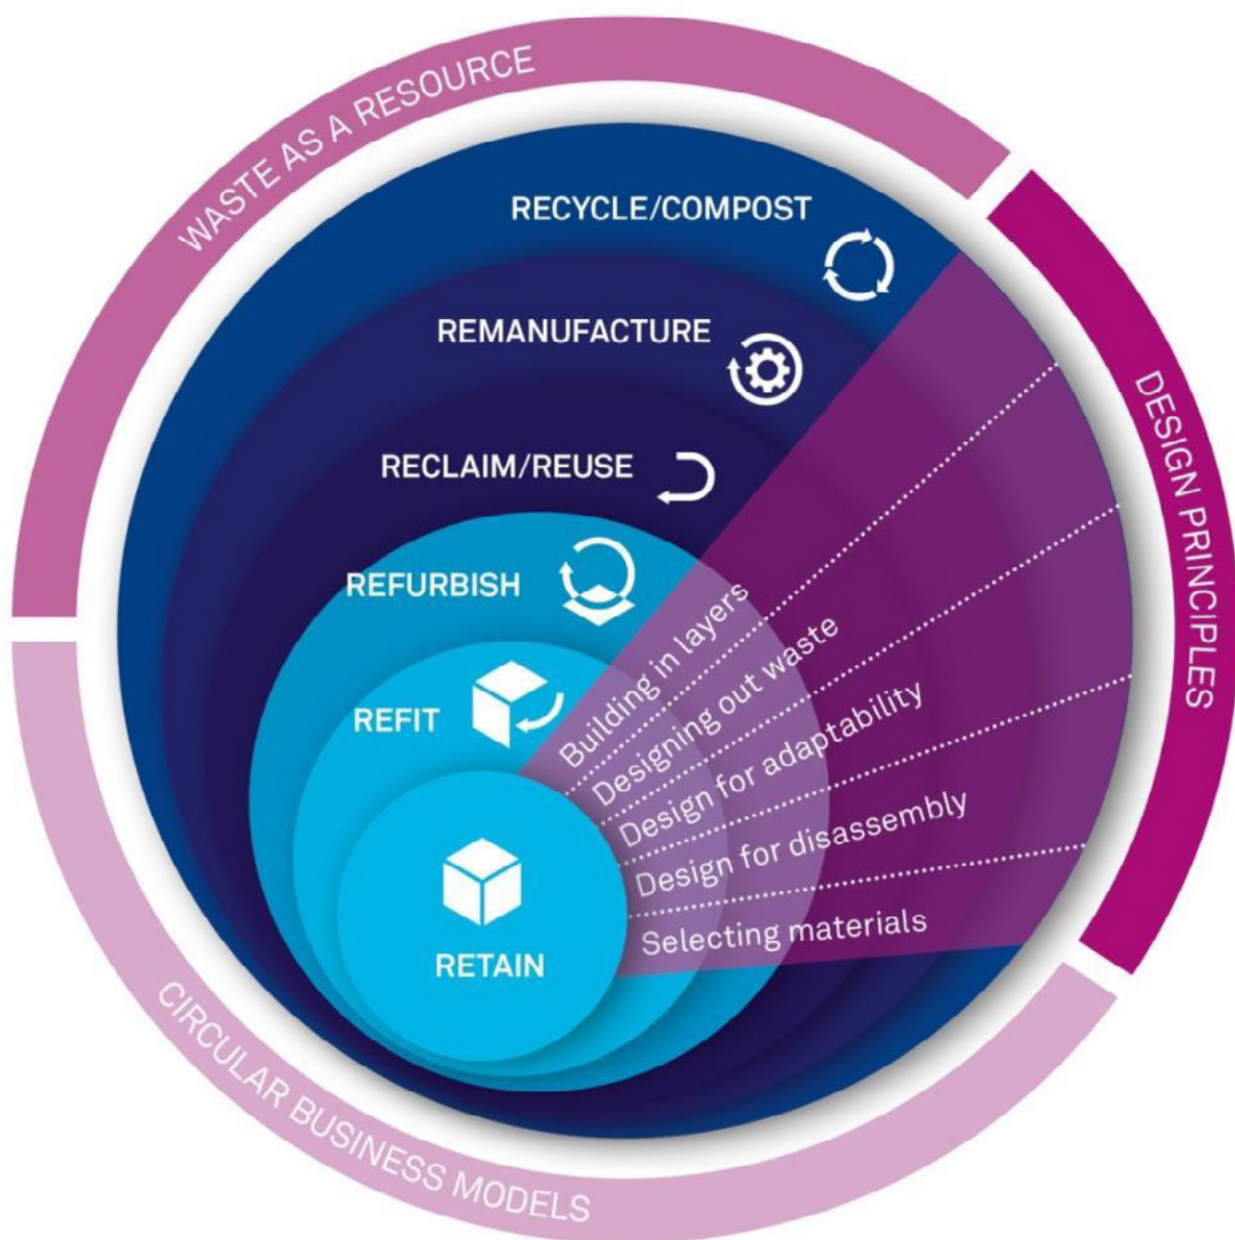 WASTE AS A RESOURCE
RECYCLE/COMPOST
REMANUFACTURE
RECLAIM/REUSE
REFURBISH
REFIT
RETAIN
Building in layers
Designing out waste
Design for adaptability
Design for disassembly
Selecting materials
DESIGN PRINCIPLES
CIRCULAR BUSINESS MODELS